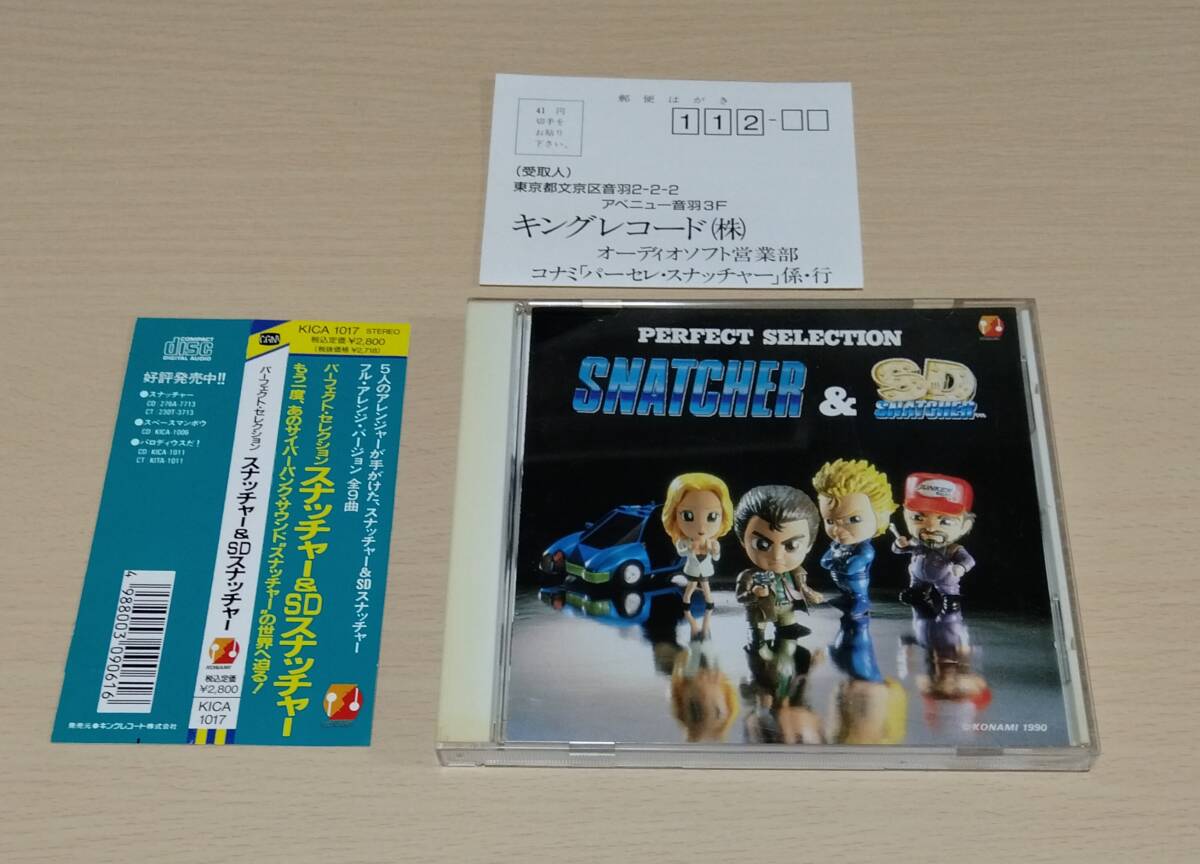 郵便はがき
41円
切手を
お貼り
下さい。
112-
(受取人)
東京都文京区音羽2-2-2
アベニュー音羽3F
キングレコード(株)
オーディオソフト営業部
コナミ「パーセレ・スナッチャー」係・行
PERFECT SELECTION
SNATCHER & SD SNATCHER
JUNKER
© KONAMI 1990
KICA 1017 STEREO
税込定価¥2,800
(税抜価格¥2,718)
5人のアレンジャーが手がけた、スナッチャー&SDスナッチャー
フル・アレンジ・バージョン 全9曲
パーフェクト・セレクション スナッチャー&SDスナッチャー
もう一度、あのサイバーパンク・サウンド"スナッチャー"の世界へ迫る!
パーフェクト・セレクション スナッチャー&SDスナッチャー
KONAMI
税込定価
¥2,800
KICA
1017
COMPACT
disc
DIGITAL AUDIO
好評発売中!!
●スナッチャー
CD 276A-7713
CT 230T-3713
●スペースマンボウ
CD KICA-1006
●パロディウスだ!
CD KICA-1011
CT KITA-1011
4 988003 090616
発売元●キングレコード株式会社